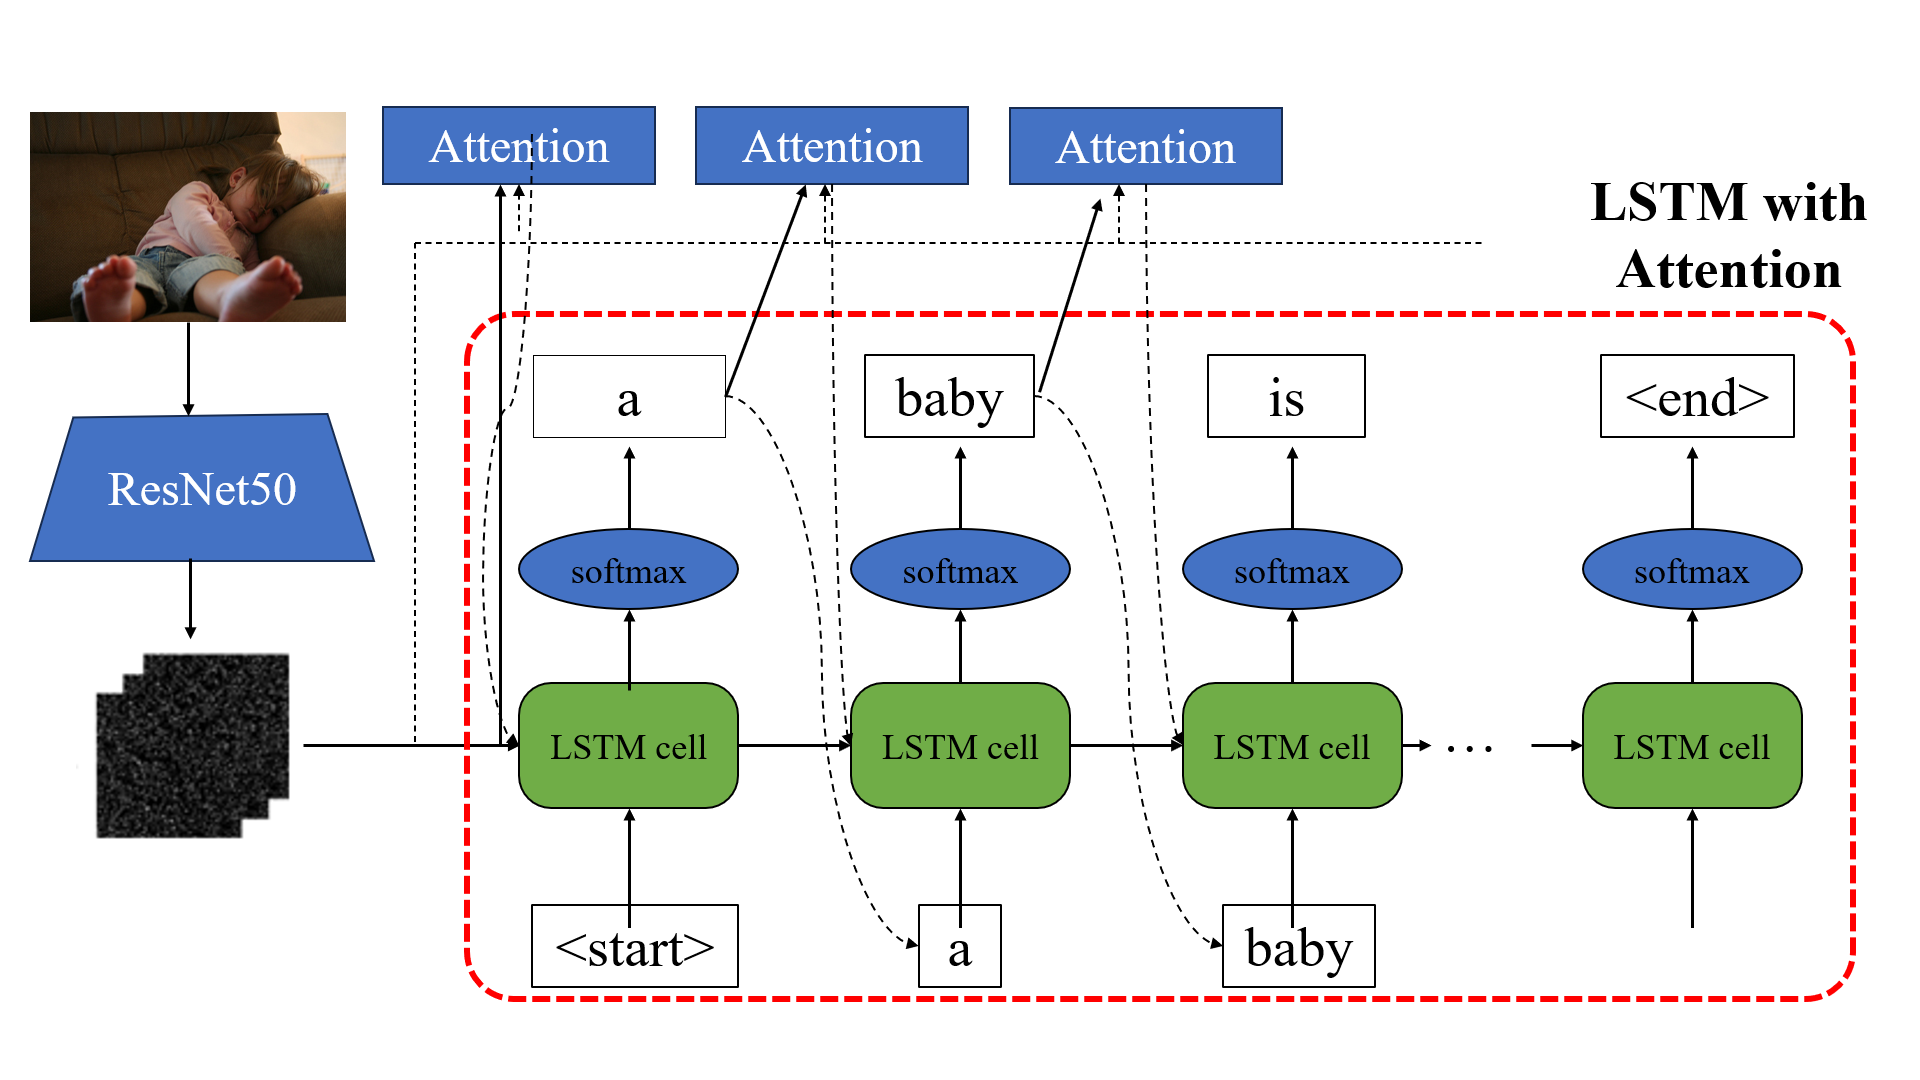 Attention
Attention
Attention
LSTM with
Attention
a
baby
is
<end>
ResNet50
softmax
softmax
softmax
softmax
LSTM cell
LSTM cell
LSTM cell
...
LSTM cell
<start>
a
baby